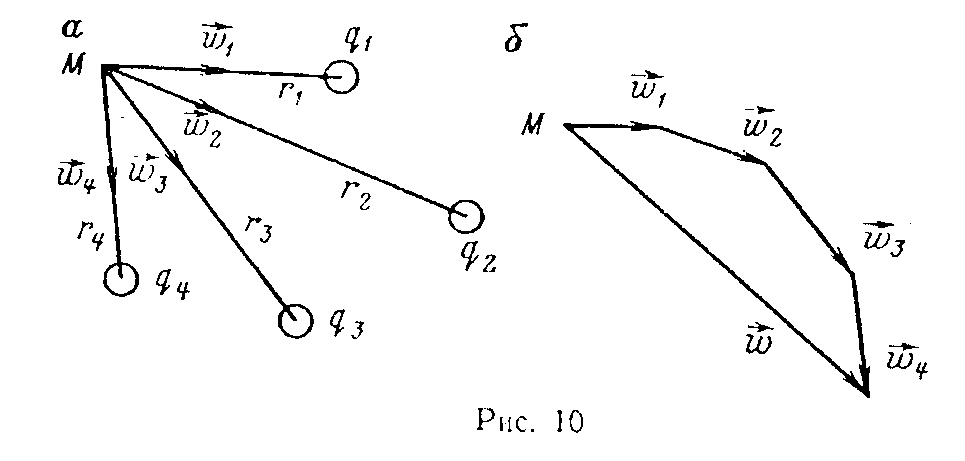 а
M
w⃗₁
q₁
r₁
w⃗₂
w⃗₄
w⃗₃
r₂
r₄
r₃
q₂
q₄
q₃
б
M
w⃗₁
w⃗₂
w⃗₃
w⃗
w⃗₄
Рис. 10